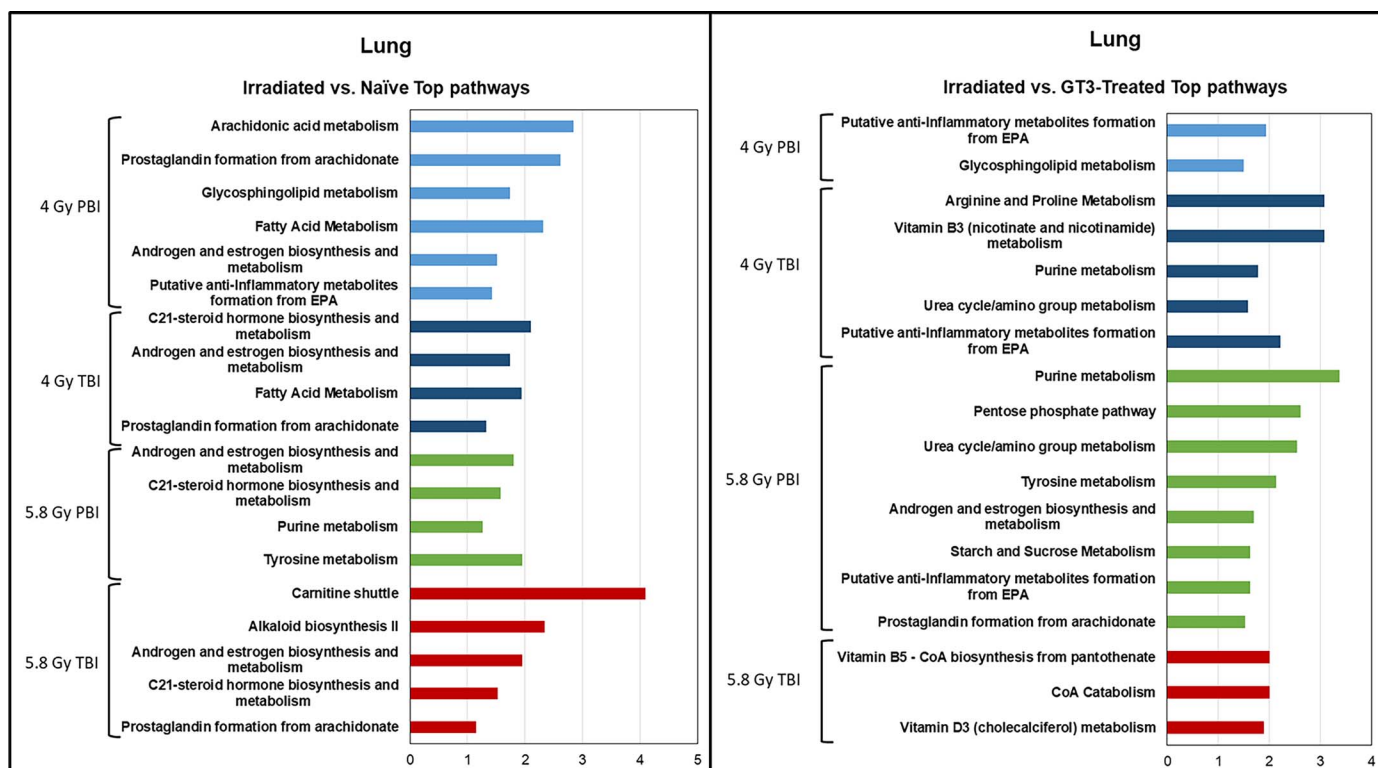 Lung
Irradiated vs. Naïve Top pathways
4 Gy PBI
Arachidonic acid metabolism
Prostaglandin formation from arachidonate
Glycosphingolipid metabolism
Fatty Acid Metabolism
Androgen and estrogen biosynthesis and
metabolism
Putative anti-Inflammatory metabolites
formation from EPA
4 Gy TBI
C21-steroid hormone biosynthesis and
metabolism
Androgen and estrogen biosynthesis and
metabolism
Fatty Acid Metabolism
Prostaglandin formation from arachidonate
5.8 Gy PBI
Androgen and estrogen biosynthesis and
metabolism
C21-steroid hormone biosynthesis and
metabolism
Purine metabolism
Tyrosine metabolism
5.8 Gy TBI
Carnitine shuttle
Alkaloid biosynthesis II
Androgen and estrogen biosynthesis and
metabolism
C21-steroid hormone biosynthesis and
metabolism
Prostaglandin formation from arachidonate
0 1 2 3 4 5
Lung
Irradiated vs. GT3-Treated Top pathways
4 Gy PBI
Putative anti-Inflammatory metabolites formation
from EPA
Glycosphingolipid metabolism
4 Gy TBI
Arginine and Proline Metabolism
Vitamin B3 (nicotinate and nicotinamide)
metabolism
Purine metabolism
Urea cycle/amino group metabolism
Putative anti-Inflammatory metabolites formation
from EPA
5.8 Gy PBI
Purine metabolism
Pentose phosphate pathway
Urea cycle/amino group metabolism
Tyrosine metabolism
Androgen and estrogen biosynthesis and
metabolism
Starch and Sucrose Metabolism
Putative anti-Inflammatory metabolites formation
from EPA
Prostaglandin formation from arachidonate
5.8 Gy TBI
Vitamin B5 - CoA biosynthesis from pantothenate
CoA Catabolism
Vitamin D3 (cholecalciferol) metabolism
0 1 2 3 4